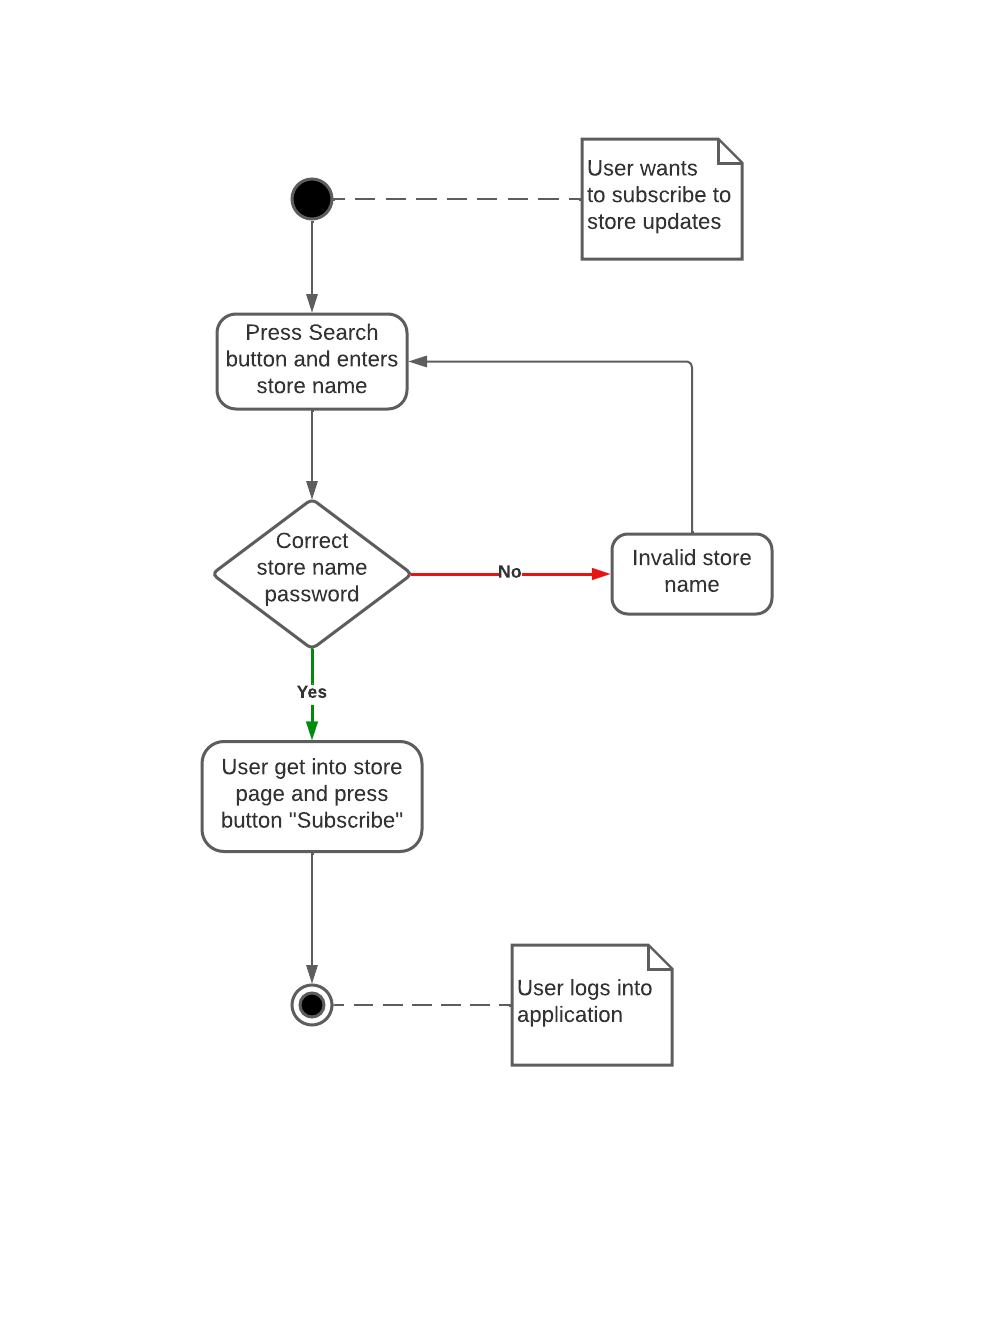 User wants
to subscribe to
store updates
Press Search
button and enters
store name
Correct
store name
password
No
Invalid store
name
Yes
User get into store
page and press
button "Subscribe"
User logs into
application